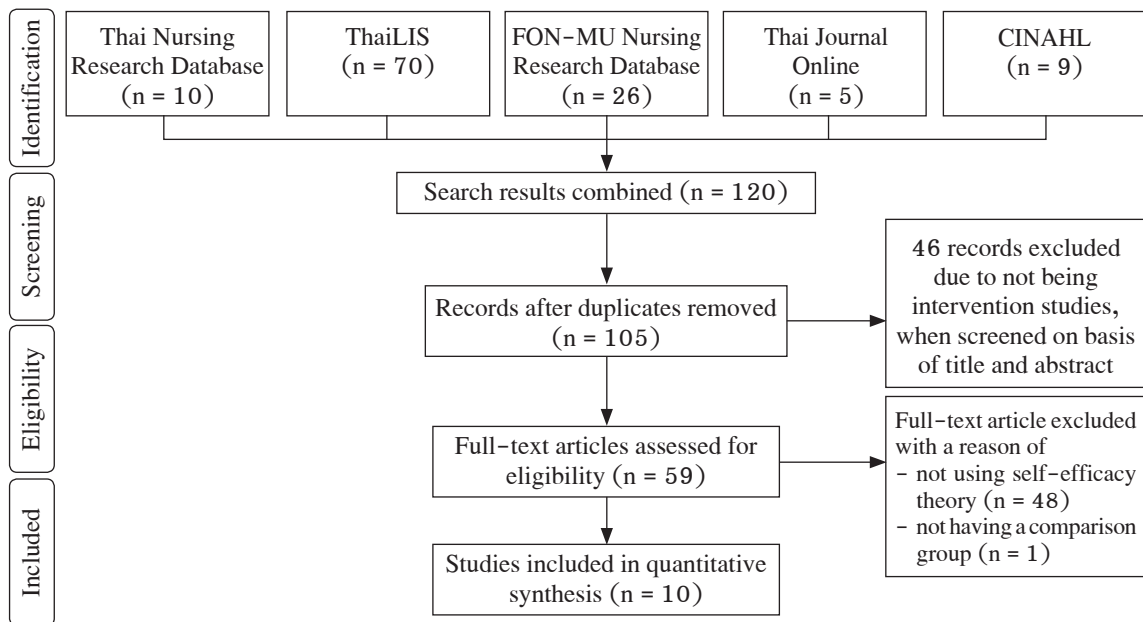 Identification
Thai Nursing
Research Database
(n = 10)
ThaiLIS
(n = 70)
FON-MU Nursing
Research Database
(n = 26)
Thai Journal
Online
(n = 5)
CINAHL
(n = 9)
Screening
Search results combined (n = 120)
Records after duplicates removed
(n = 105)
46 records excluded
due to not being
intervention studies,
when screened on basis
of title and abstract
Eligibility
Full-text articles assessed for
eligibility (n = 59)
Full-text article excluded
with a reason of
- not using self-efficacy
theory (n = 48)
- not having a comparison
group (n = 1)
Included
Studies included in quantitative
synthesis (n = 10)